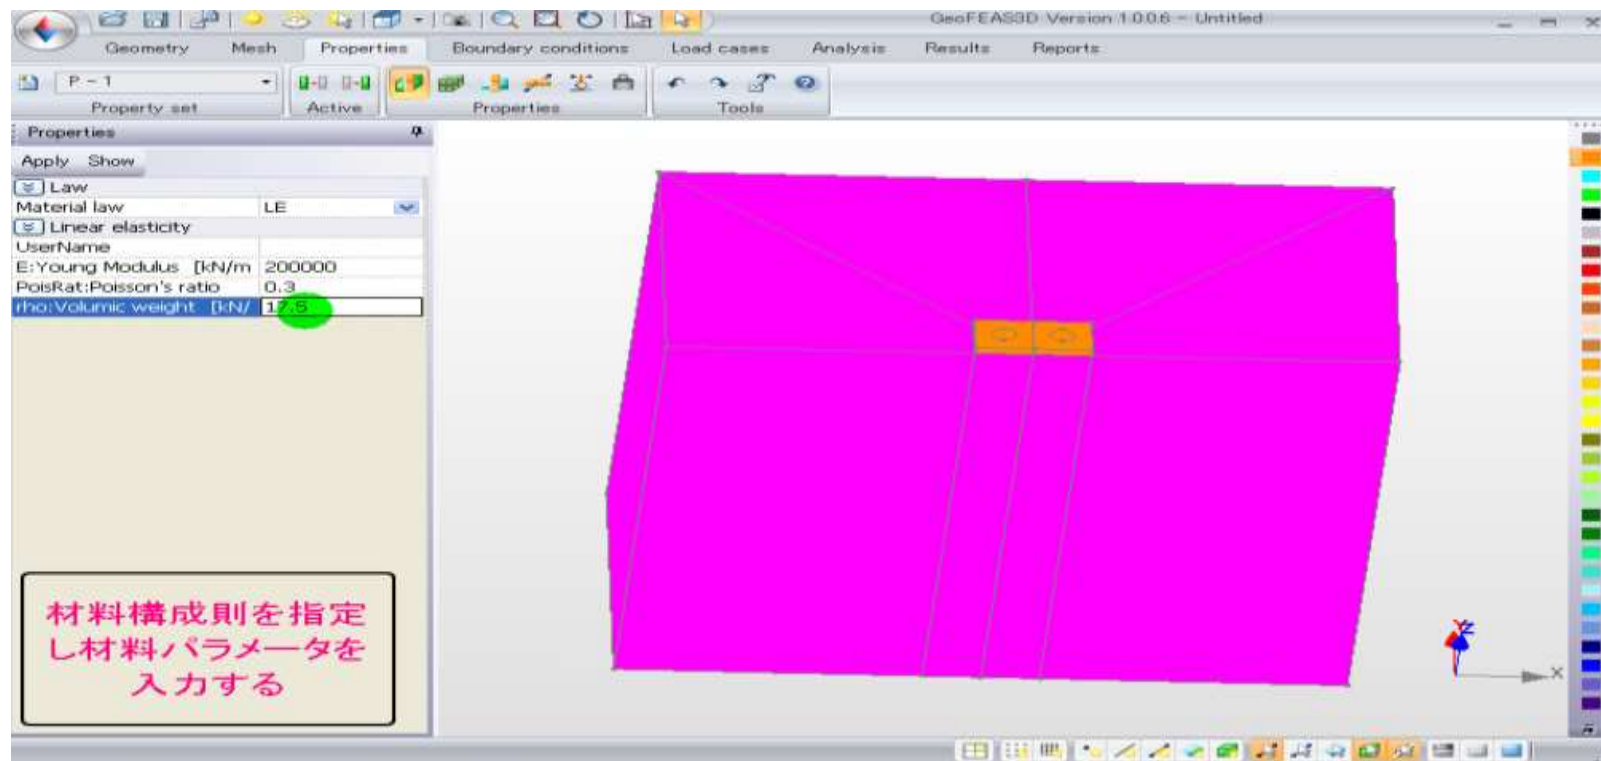 GeoFEAS3D Version 1.0.0.6 - Untitled
Geometry Mesh Properties Boundary conditions Load cases Analysis Results Reports
P - 1
Property set Active Properties Tools
Properties
Apply Show
Law
Material law LE
Linear elasticity
UserName
E:Young Modulus [kN/m 200000
PoisRat:Poisson's ratio 0.3
rho:Volumic weight [kN/ 17.5
材料構成則を指定
し材料パラメータを
入力する
Y Z
X